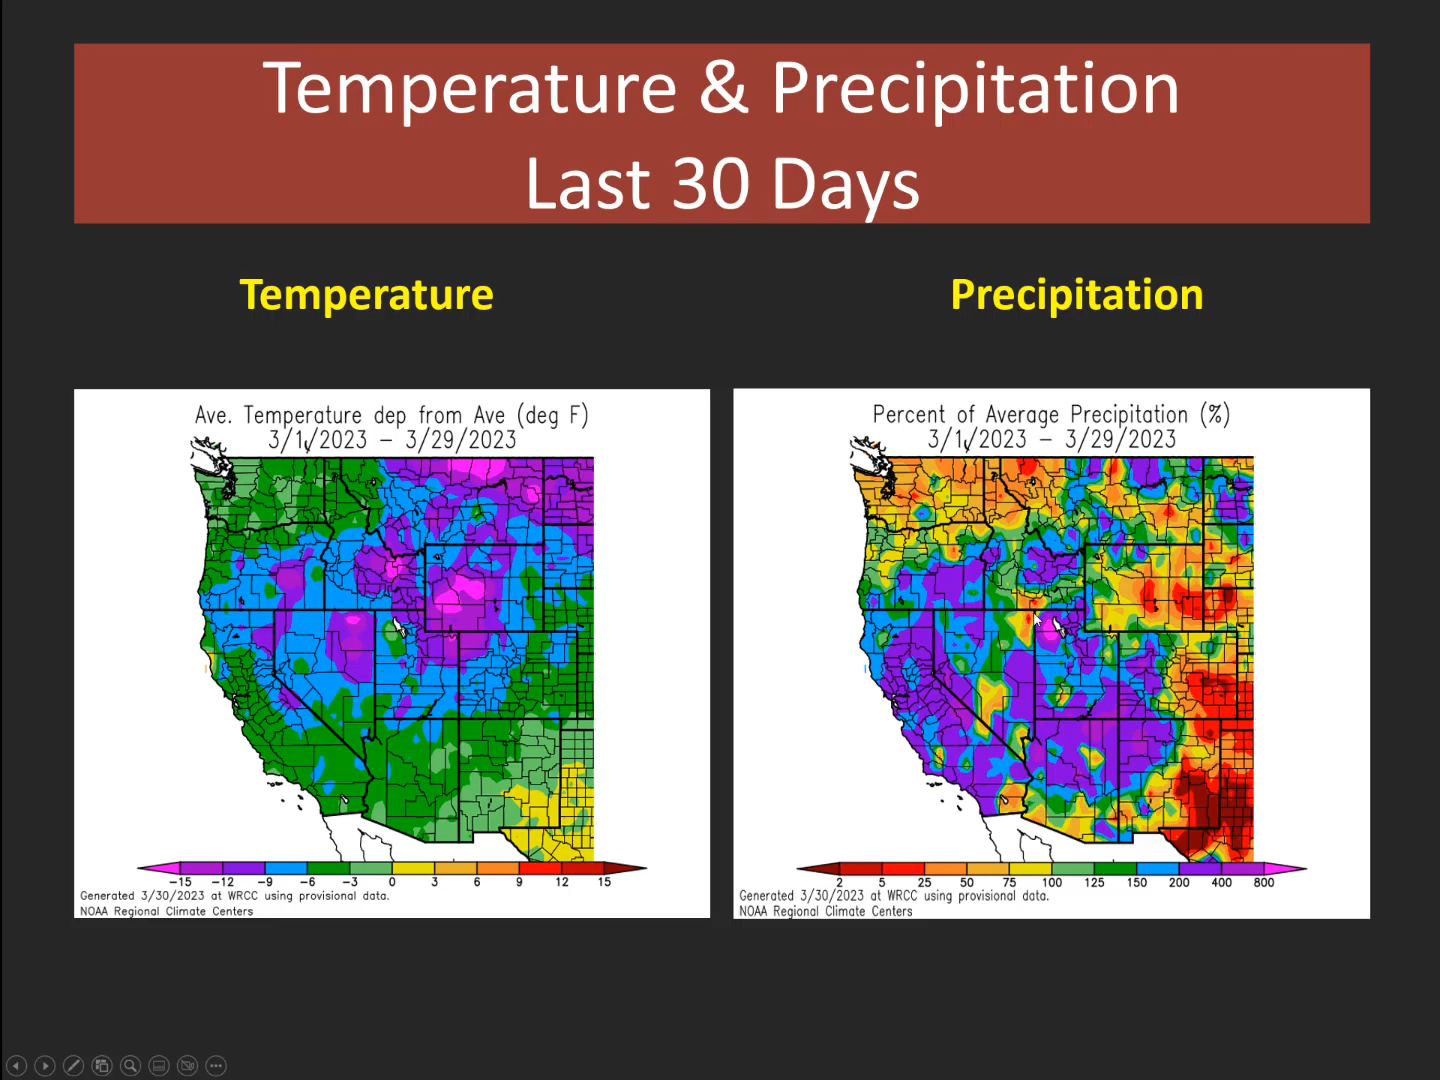 Temperature & Precipitation
Last 30 Days
Temperature
Precipitation
Ave. Temperature dep from Ave (deg F)
3/1/2023 – 3/29/2023
-15 -12 -9 -6 -3 0 3 6 9 12 15
Generated 3/30/2023 at WRCC using provisional data.
NOAA Regional Climate Centers
Percent of Average Precipitation (%)
3/1/2023 – 3/29/2023
2 5 25 50 75 100 125 150 200 400 800
Generated 3/30/2023 at WRCC using provisional data.
NOAA Regional Climate Centers